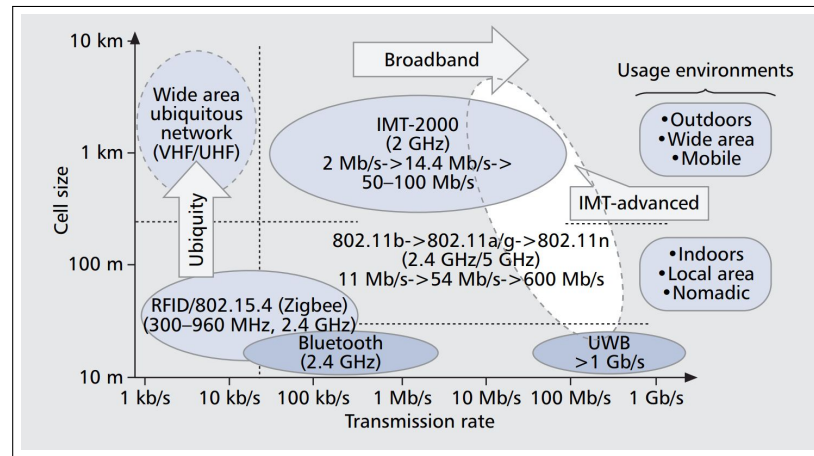 10 km
Broadband
Usage environments
Wide area
ubiquitous
network
(VHF/UHF)
IMT-2000
(2 GHz)
2 Mb/s->14.4 Mb/s->
50–100 Mb/s
•Outdoors
•Wide area
•Mobile
1 km
Cell size
Ubiquity
IMT-advanced
802.11b->802.11a/g->802.11n
(2.4 GHz/5 GHz)
11 Mb/s->54 Mb/s->600 Mb/s
•Indoors
•Local area
•Nomadic
100 m
RFID/802.15.4 (Zigbee)
(300–960 MHz, 2.4 GHz)
Bluetooth
(2.4 GHz)
UWB
>1 Gb/s
10 m
1 kb/s 10 kb/s 100 kb/s 1 Mb/s 10 Mb/s 100 Mb/s 1 Gb/s
Transmission rate